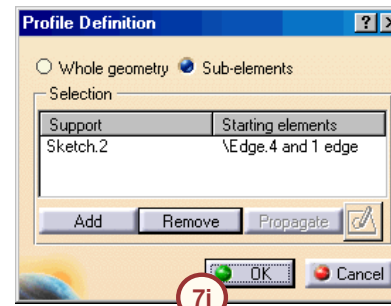 Profile Definition
Whole geometry Sub-elements
Selection
Support Starting elements
Sketch.2 \Edge.4 and 1 edge
Add Remove Propagate
OK Cancel
7i